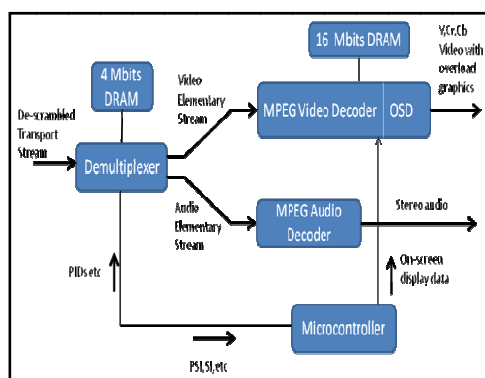 16 Mbits DRAM
Y,Cr,Cb
Video with
overload
graphics
4 Mbits
DRAM
Video
Elementary
Stream
MPEG Video Decoder
OSD
De-scrambled
Transport
Stream
Demultiplexer
Audio
Elementary
Stream
MPEG Audio
Decoder
Stereo audio
PIDs etc
On-screen
display data
Microcontroller
PSI,SI, etc